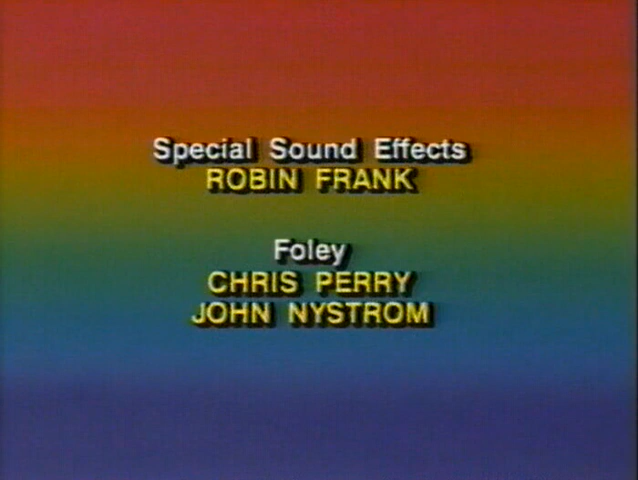 Special Sound Effects
ROBIN FRANK
Foley
CHRIS PERRY
JOHN NYSTROM